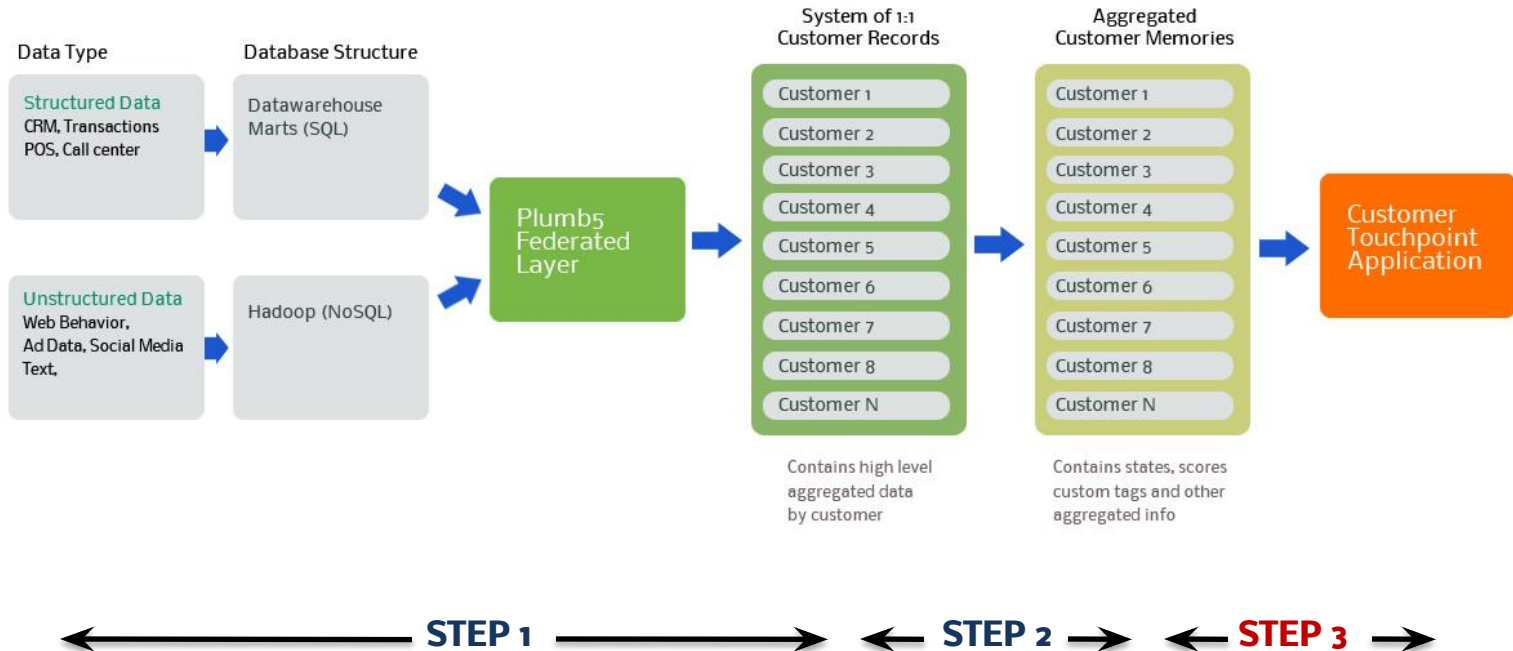 Data Type
Structured Data
CRM, Transactions
POS, Call center
Unstructured Data
Web Behavior,
Ad Data, Social Media
Text,
Database Structure
Datawarehouse
Marts (SQL)
Hadoop (NoSQL)
Plumb5
Federated
Layer
System of 1:1
Customer Records
Customer 1
Customer 2
Customer 3
Customer 4
Customer 5
Customer 6
Customer 7
Customer 8
Customer N
Contains high level
aggregated data
by customer
Aggregated
Customer Memories
Customer 1
Customer 2
Customer 3
Customer 4
Customer 5
Customer 6
Customer 7
Customer 8
Customer N
Contains states, scores
custom tags and other
aggregated info
Customer
Touchpoint
Application
STEP 1
STEP 2
STEP 3